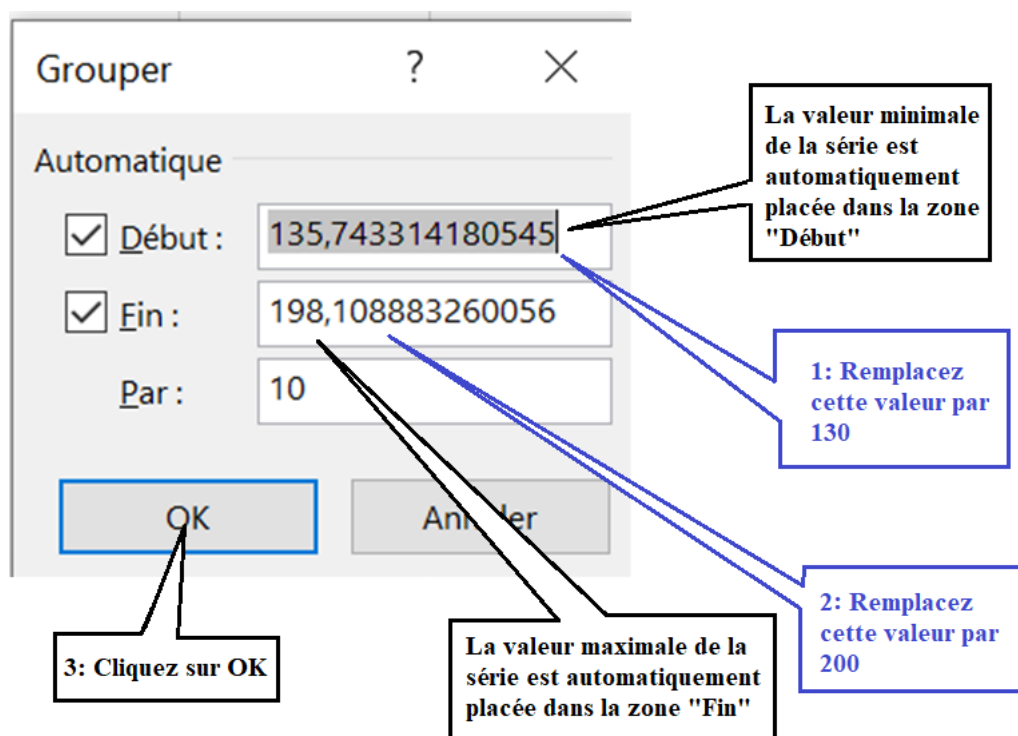 Grouper ? ×
Automatique
Début : 135,743314180545
Fin : 198,108883260056
Par : 10
OK Annuler
La valeur minimale
de la série est
automatiquement
placée dans la zone
"Début"
1: Remplacez
cette valeur par
130
2: Remplacez
cette valeur par
200
3: Cliquez sur OK
La valeur maximale de la
série est automatiquement
placée dans la zone "Fin"